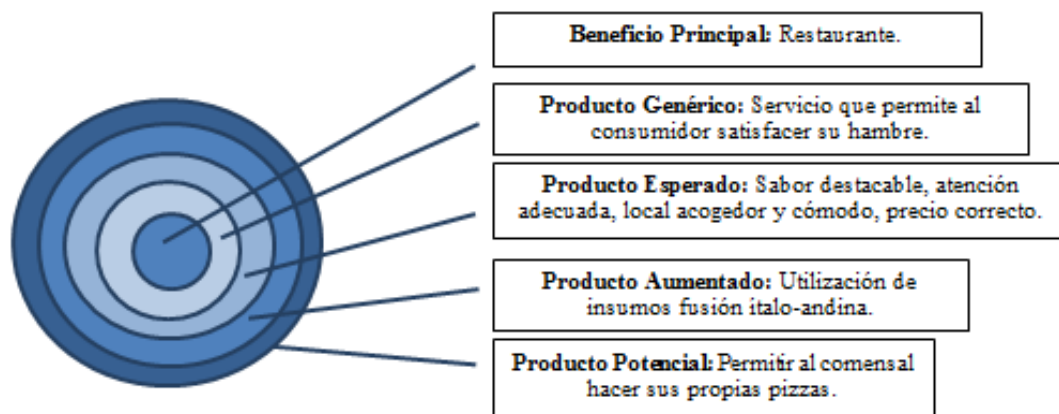 Beneficio Principal: Restaurante.
Producto Genérico: Servicio que permite al
consumidor satisfacer su hambre.
Producto Esperado: Sabor destacable, atención
adecuada, local acogedor y cómodo, precio correcto.
Producto Aumentado: Utilización de
insumos fusión ítalo-andina.
Producto Potencial: Permitir al comensal
hacer sus propias pizzas.